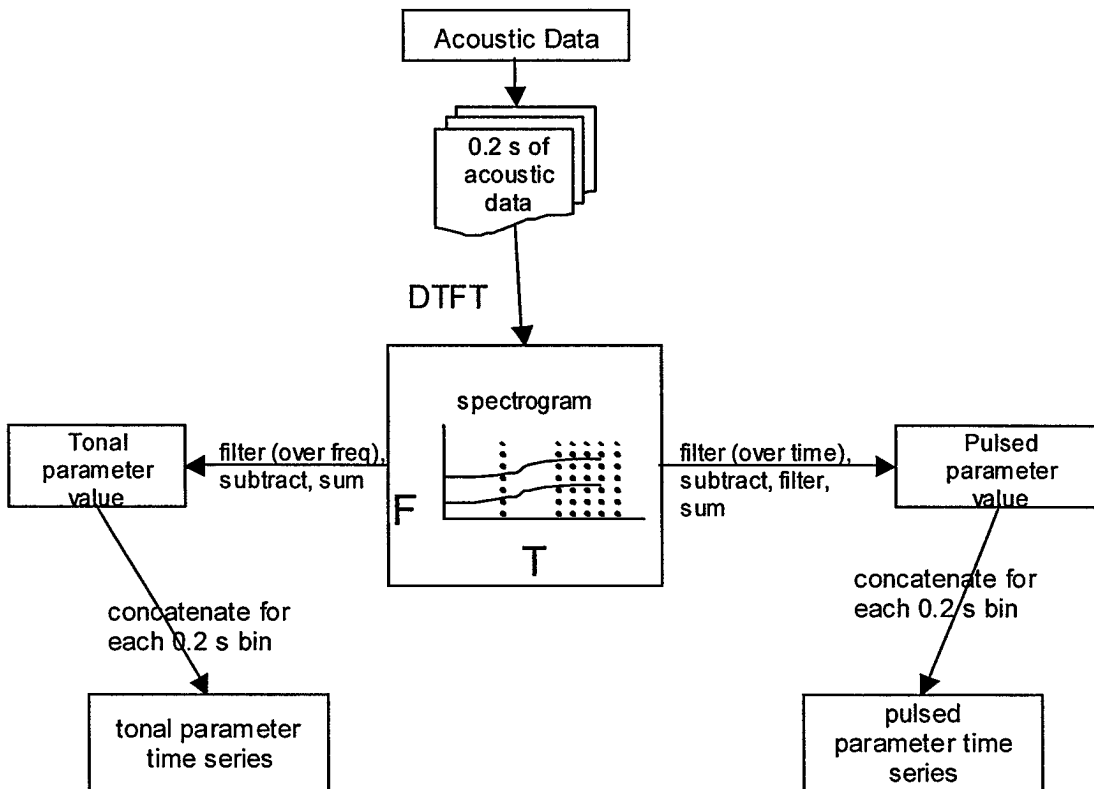 Acoustic Data
0.2 s of
acoustic
data
DTFT
spectrogram
F
T
Tonal
parameter
value
filter (over freq),
subtract, sum
filter (over time),
subtract, filter,
sum
Pulsed
parameter
value
concatenate for
each 0.2 s bin
concatenate for
each 0.2 s bin
tonal parameter
time series
pulsed
parameter time
series